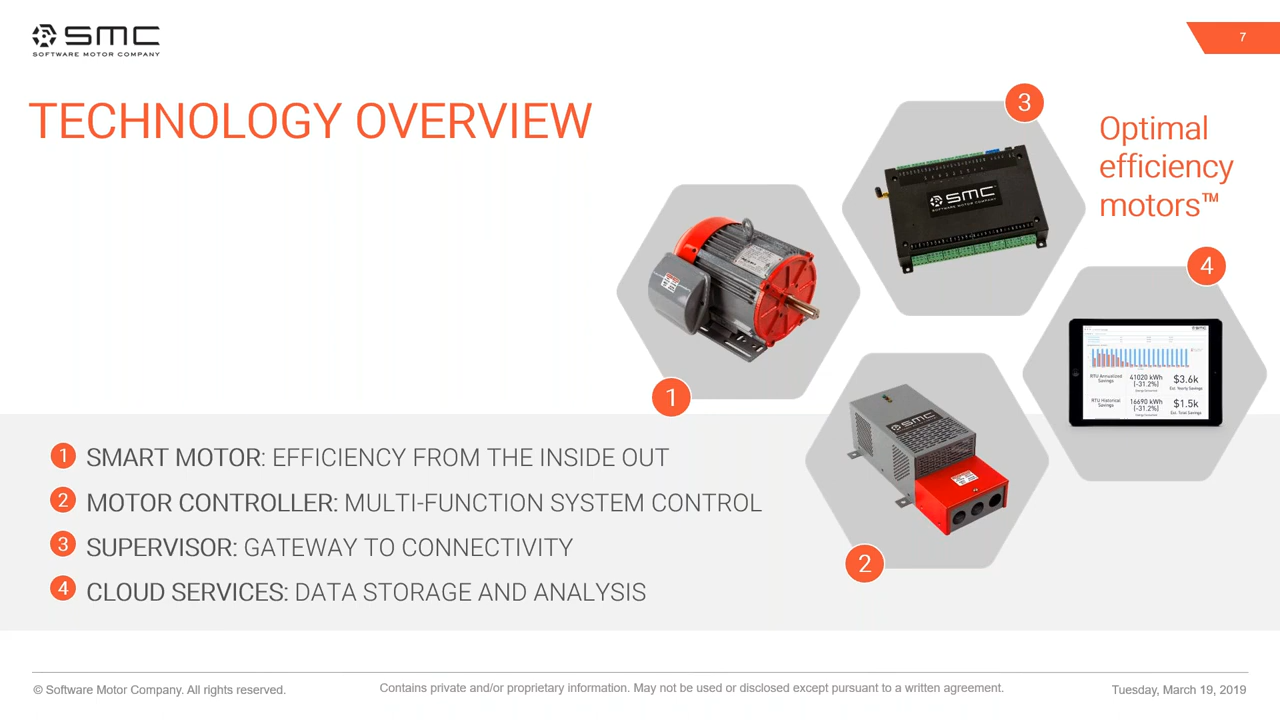 SMC
SOFTWARE MOTOR COMPANY
7
TECHNOLOGY OVERVIEW
3
Optimal
efficiency
motors™
SMC
SOFTWARE MOTOR COMPANY
4
SMC
RTU Annualized
Savings
41020 kWh
(-31.2%)
$3.6k
Est. Yearly Savings
RTU Historical
Savings
16690 kWh
(-31.2%)
$1.5k
Est. Total Savings
1
SMC
2
1 SMART MOTOR: EFFICIENCY FROM THE INSIDE OUT
2 MOTOR CONTROLLER: MULTI-FUNCTION SYSTEM CONTROL
3 SUPERVISOR: GATEWAY TO CONNECTIVITY
4 CLOUD SERVICES: DATA STORAGE AND ANALYSIS
© Software Motor Company. All rights reserved.
Contains private and/or proprietary information. May not be used or disclosed except pursuant to a written agreement.
Tuesday, March 19, 2019